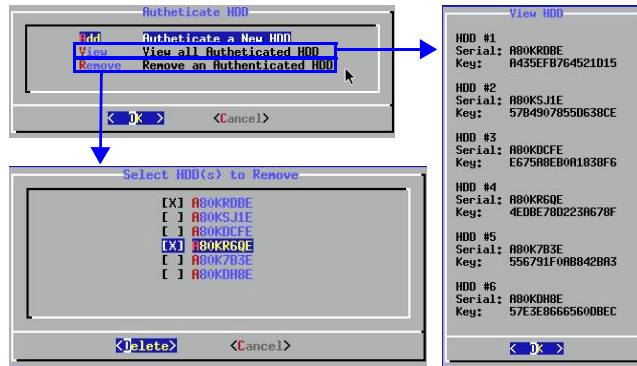 Autheticate HDD
Add Autheticate a New HDD
View View all Autheticated HDD
Remove Remove an Authenticated HDD
< OK > <Cancel>
Select HDD(s) to Remove
[X] A80KRDBE
[ ] A80KSJ1E
[ ] A80KDCFE
[X] A80KR6QE
[ ] A80K7B3E
[ ] A80KDH8E
<Delete> <Cancel>
View HDD
HDD #1
Serial: A80KRDBE
Key: A435EFB764521D15
HDD #2
Serial: A80KSJ1E
Key: 57B4907855D638CE
HDD #3
Serial: A80KDCFE
Key: E675A8EB0A1838F6
HDD #4
Serial: A80KR6QE
Key: 4EDBE78D223A678F
HDD #5
Serial: A80K7B3E
Key: 556791F0AB842BA3
HDD #6
Serial: A80KDH8E
Key: 57E3E8666560DBEC
< OK >